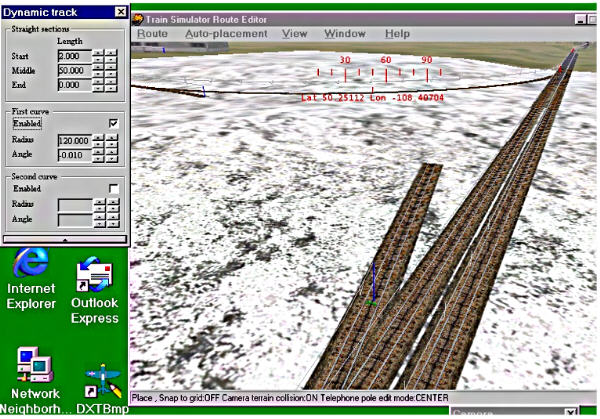 Dynamic track
Straight sections
Length
Start 2.000
Middle 50.000
End 0.000
First curve
Enabled
Radius 120.000
Angle -0.010
Second curve
Enabled
Radius
Angle
Internet
Explorer
Outlook
Express
Network
Neighborh...
DXTBmp
Train Simulator Route Editor
Route Auto-placement View Window Help
30 60 90
Lat 50.25112 Lon -108.40704
Place , Snap to grid:OFF Camera terrain collision:ON Telephone pole edit mode:CENTER
Camera